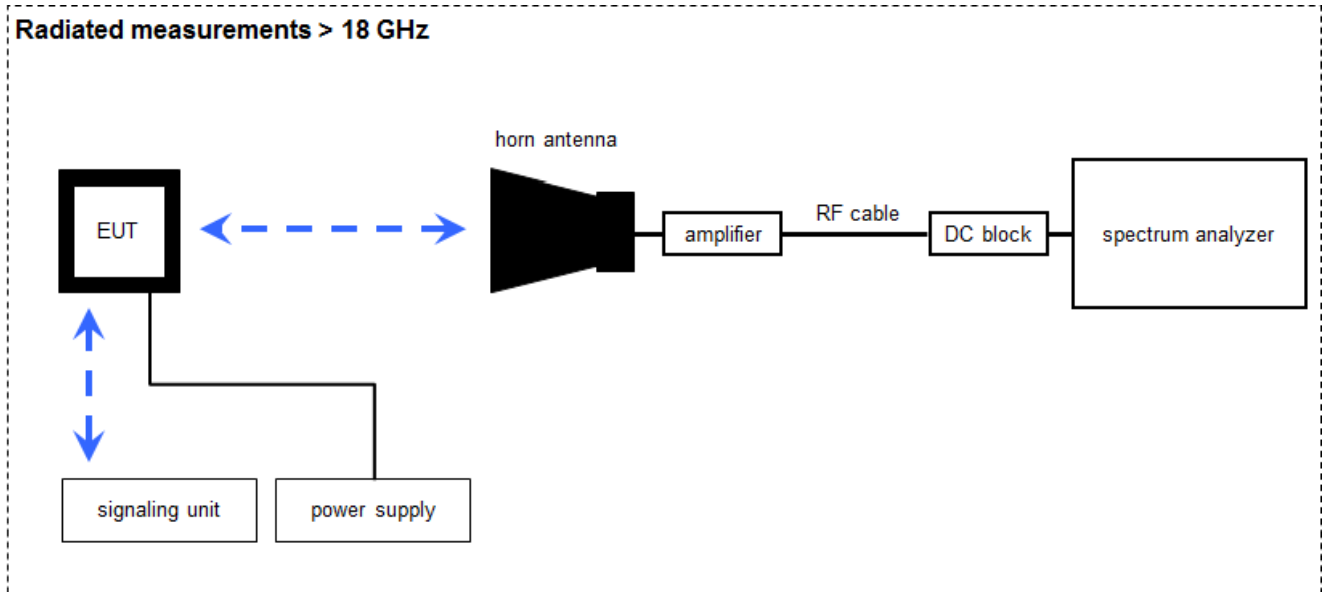 Radiated measurements > 18 GHz
horn antenna
EUT
amplifier
RF cable
DC block
spectrum analyzer
signaling unit
power supply